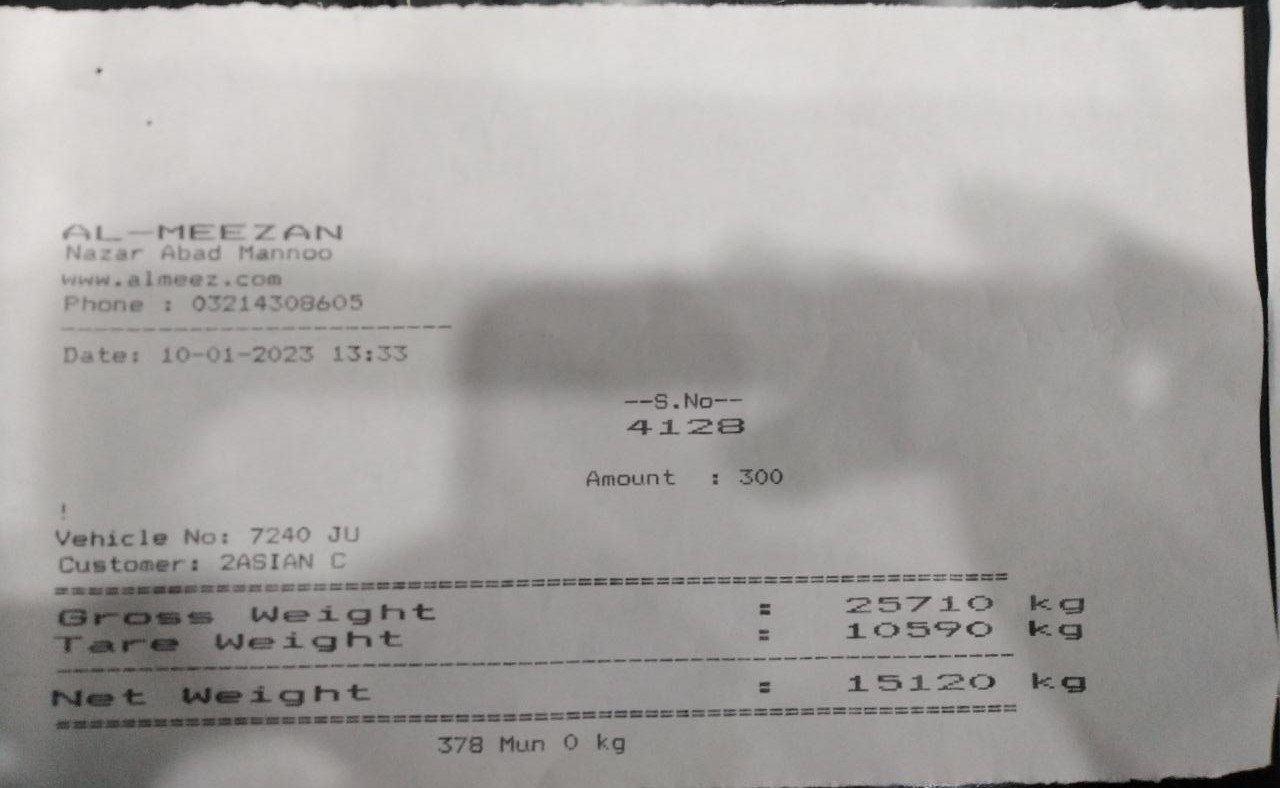 AL-MEEZAN
Nazar Abad Mannoo
www.almeez.com
Phone : 03214308605
Date: 10-01-2023 13:33
--S.No--
4128
Amount : 300
!
Vehicle No: 7240 JU
Customer: 2ASIAN C
Gross Weight : 25710 kg
Tare Weight : 10590 kg
Net Weight : 15120 kg
378 Mun 0 kg